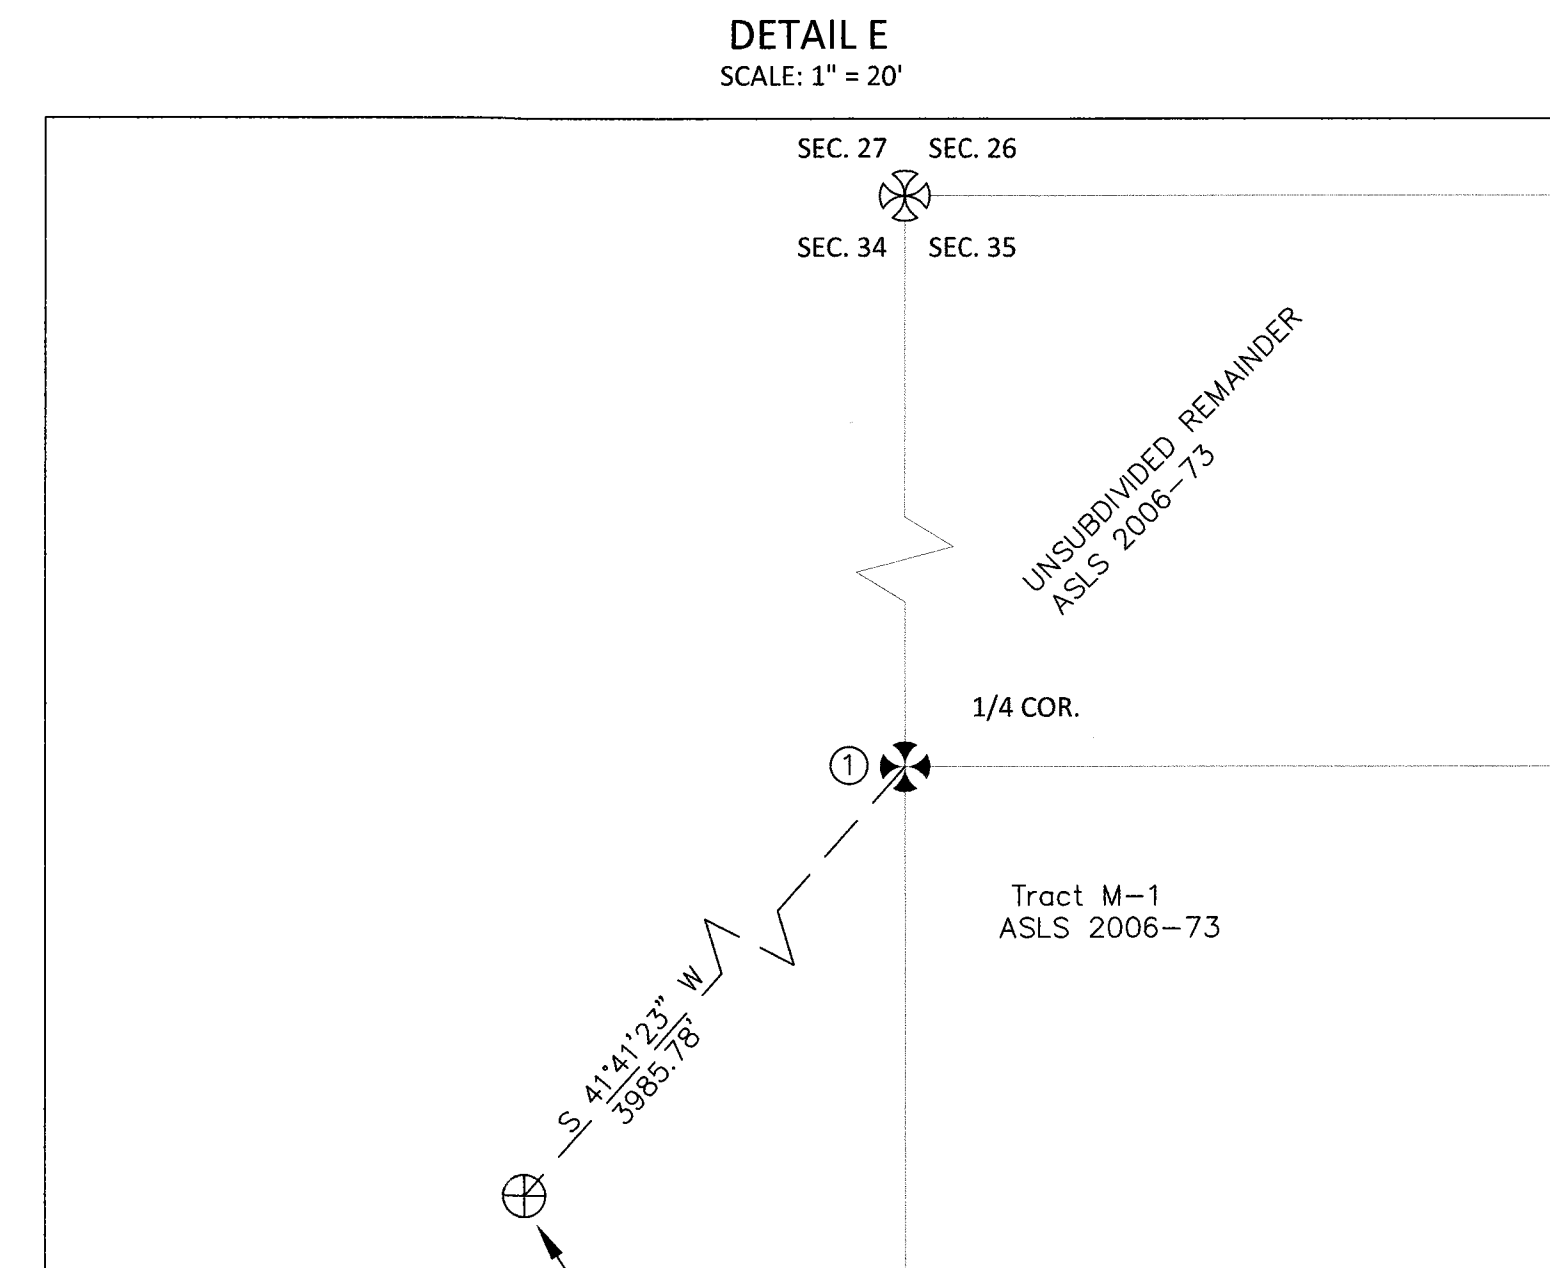 DETAIL E
SCALE: 1" = 20'
SEC. 27 SEC. 26
SEC. 34 SEC. 35
UNSUBDIVIDED REMAINDER
ASLS 2006-73
1/4 COR.
1
Tract M-1
ASLS 2006-73
S 41°41'23" W
3985.78'